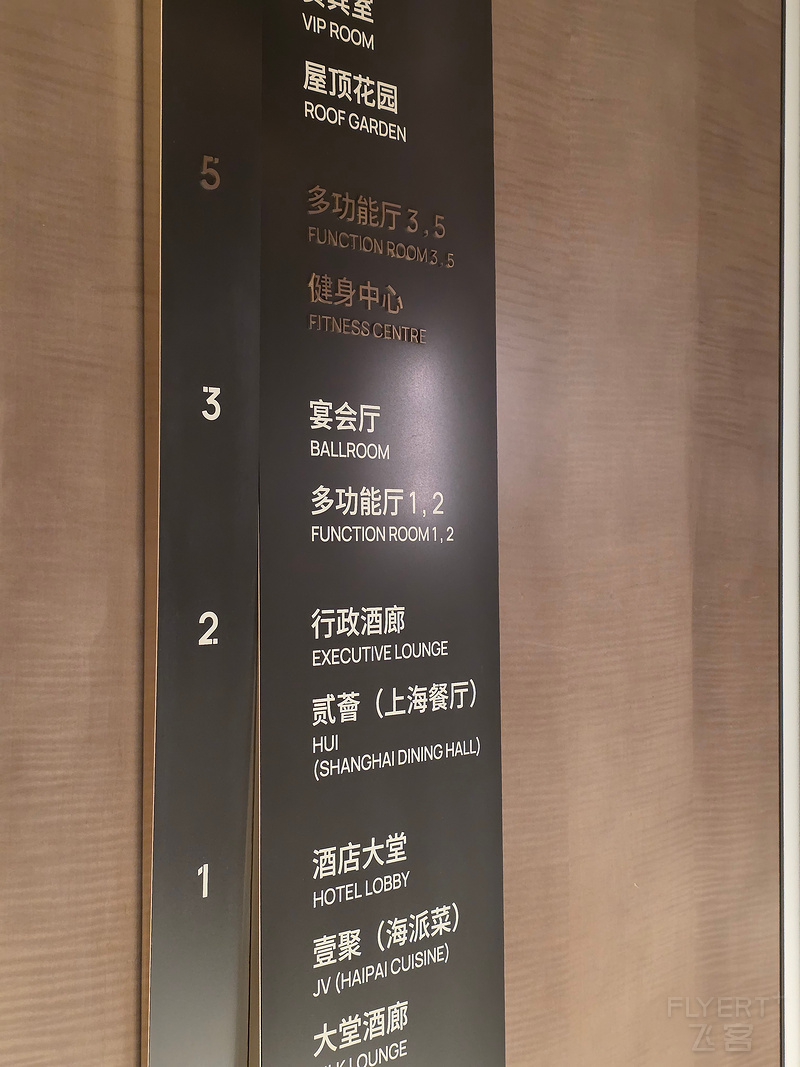 VIP ROOM
屋顶花园
ROOF GARDEN
5
多功能厅 3 , 5
FUNCTION ROOM 3 , 5
健身中心
FITNESS CENTRE
3
宴会厅
BALLROOM
多功能厅 1 , 2
FUNCTION ROOM 1 , 2
2
行政酒廊
EXECUTIVE LOUNGE
贰薈（上海餐厅）
HUI
(SHANGHAI DINING HALL)
1
酒店大堂
HOTEL LOBBY
壹聚（海派菜）
JV (HAIPAI CUISINE)
大堂酒廊
LOUNGE
FLYERT
飞客